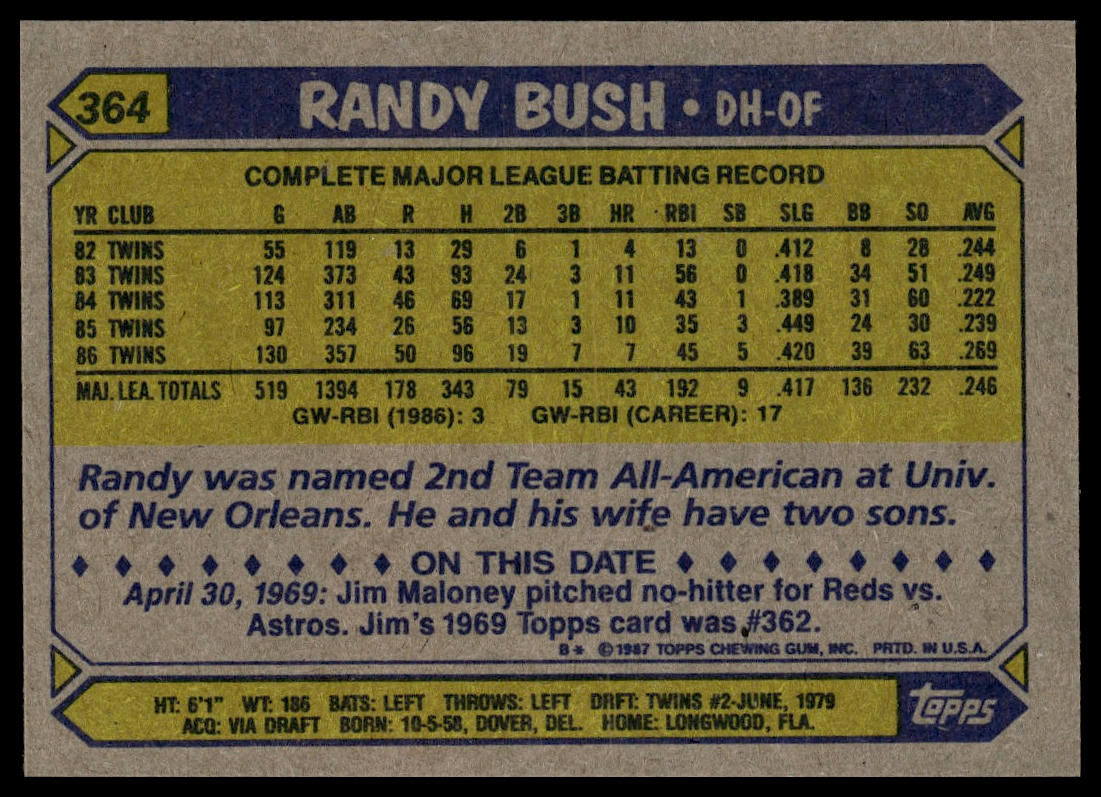 364 RANDY BUSH • DH-OF
COMPLETE MAJOR LEAGUE BATTING RECORD
YR CLUB G AB R H 2B 3B HR RBI SB SLG BB SO AVG
82 TWINS 55 119 13 29 6 1 4 13 0 .412 8 28 .244
83 TWINS 124 373 43 93 24 3 11 56 0 .418 34 51 .249
84 TWINS 113 311 46 69 17 1 11 43 1 .389 31 60 .222
85 TWINS 97 234 26 56 13 3 10 35 3 .449 24 30 .239
86 TWINS 130 357 50 96 19 7 7 45 5 .420 39 63 .269
MAJ. LEA. TOTALS 519 1394 178 343 79 15 43 192 9 .417 136 232 .246
GW-RBI (1986): 3 GW-RBI (CAREER): 17
Randy was named 2nd Team All-American at Univ.
of New Orleans. He and his wife have two sons.
ON THIS DATE
April 30, 1969: Jim Maloney pitched no-hitter for Reds vs.
Astros. Jim's 1969 Topps card was #362.
B* © 1987 TOPPS CHEWING GUM, INC. PRTD. IN U.S.A.
HT: 6'1" WT: 186 BATS: LEFT THROWS: LEFT DRFT: TWINS #2-JUNE, 1979
ACQ: VIA DRAFT BORN: 10-5-58, DOVER, DEL. HOME: LONGWOOD, FLA.
topps